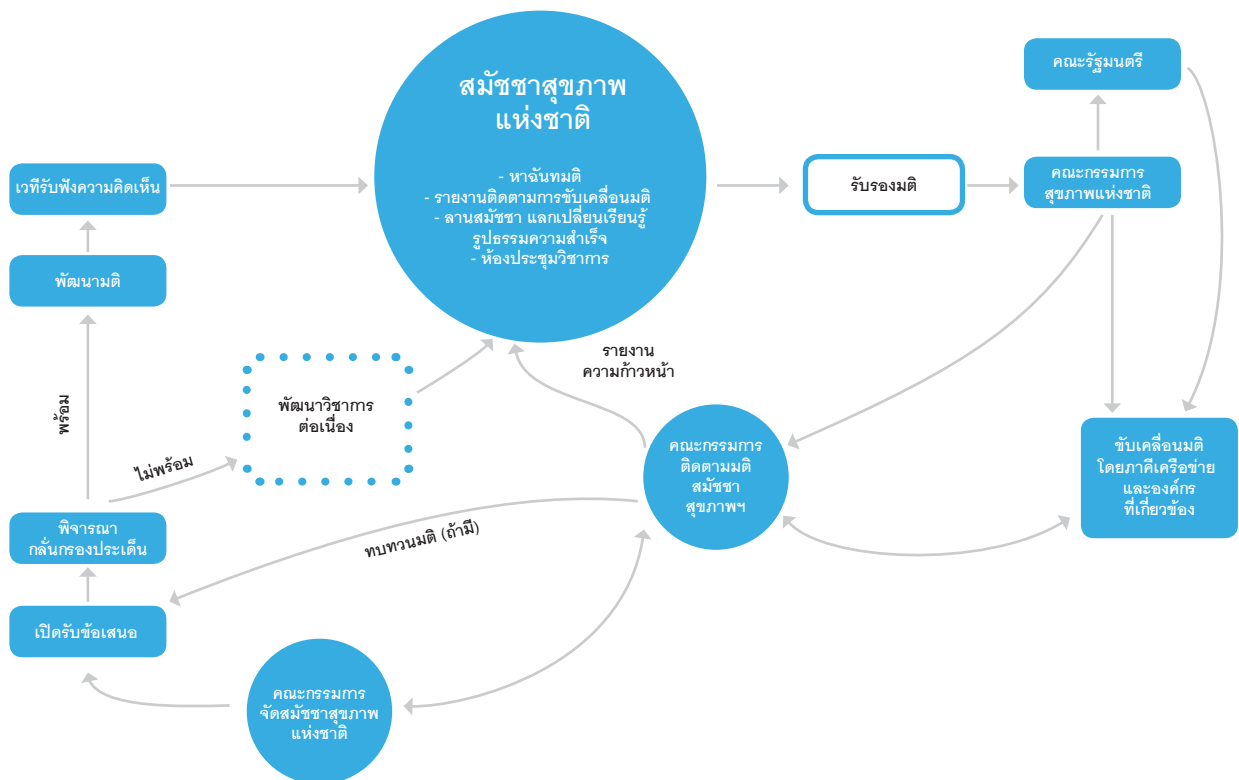 สมัชชาสุขภาพ
แห่งชาติ
- หาฉันทมติ
- รายงานติดตามการขับเคลื่อนมติ
- ลานสมัชชา แลกเปลี่ยนเรียนรู้
รูปธรรมความสำเร็จ
- ห้องประชุมวิชาการ
คณะรัฐมนตรี
เวทีรับฟังความคิดเห็น
รับรองมติ
คณะกรรมการ
สุขภาพแห่งชาติ
พัฒนามติ
พร้อม
ไม่พร้อม
พัฒนาวิชาการ
ต่อเนื่อง
รายงาน
ความก้าวหน้า
คณะกรรมการ
ติดตามมติ
สมัชชา
สุขภาพฯ
ขับเคลื่อนมติ
โดยภาคีเครือข่าย
และองค์กร
ที่เกี่ยวข้อง
พิจารณา
กลั่นกรองประเด็น
ทบทวนมติ (ถ้ามี)
เปิดรับข้อเสนอ
คณะกรรมการ
จัดสมัชชาสุขภาพ
แห่งชาติ